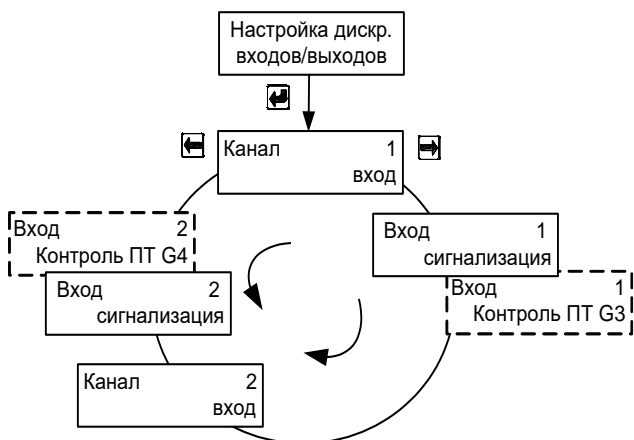 Настройка дискр.
входов/выходов
Канал 1
вход
Вход 1
сигнализация
Вход 1
Контроль ПТ G3
Вход 2
Контроль ПТ G4
Вход 2
сигнализация
Канал 2
вход